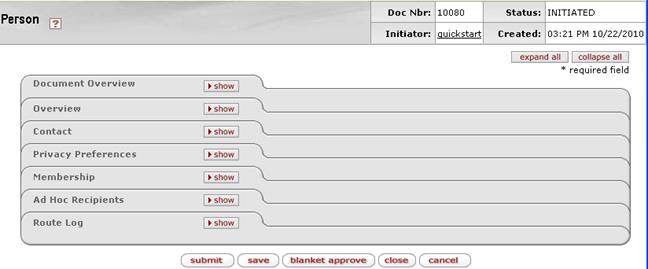 Person ?
Doc Nbr: 10080 Status: INITIATED
Initiator: quickstart Created: 03:21 PM 10/22/2010
expand all collapse all
* required field
Document Overview show
Overview show
Contact show
Privacy Preferences show
Membership show
Ad Hoc Recipients show
Route Log show
submit save blanket approve close cancel